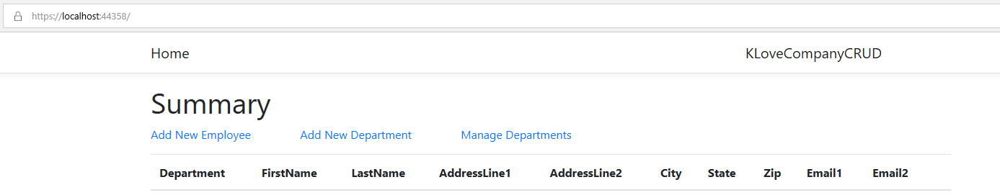 https://localhost:44358/
Home KLoveCompanyCRUD
Summary
Add New Employee Add New Department Manage Departments
Department FirstName LastName AddressLine1 AddressLine2 City State Zip Email1 Email2